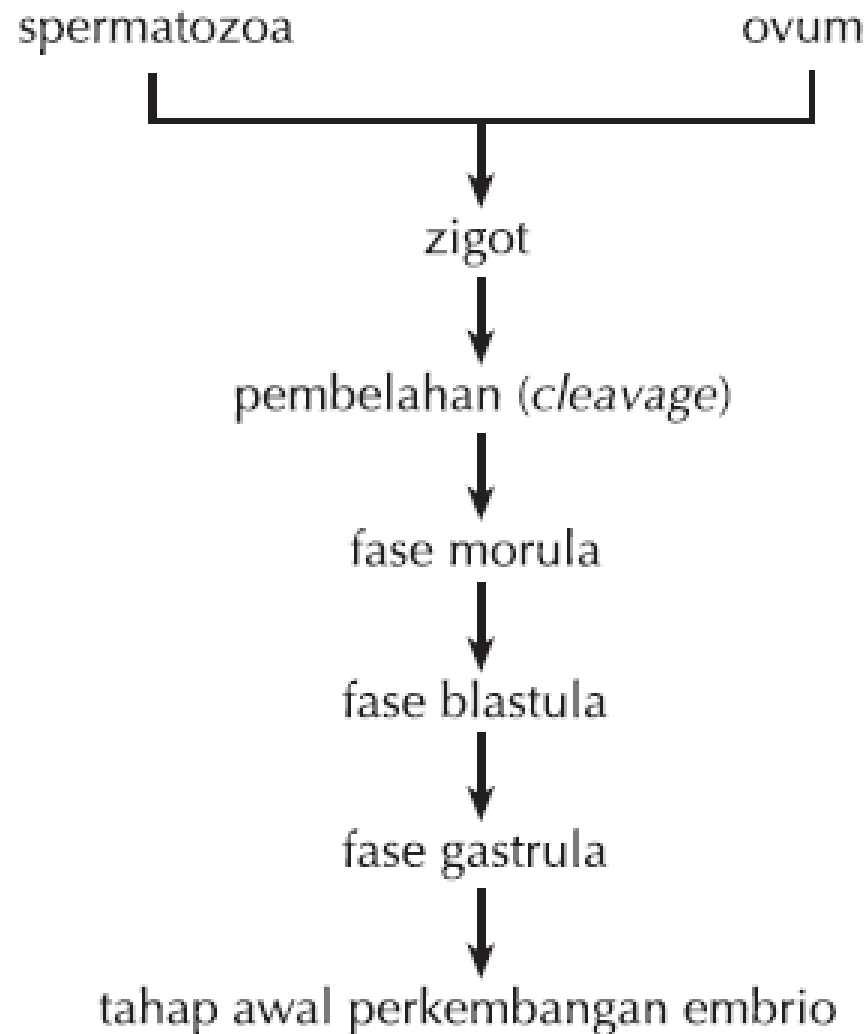 spermatozoa ovum
zigot
pembelahan (cleavage)
fase morula
fase blastula
fase gastrula
tahap awal perkembangan embrio